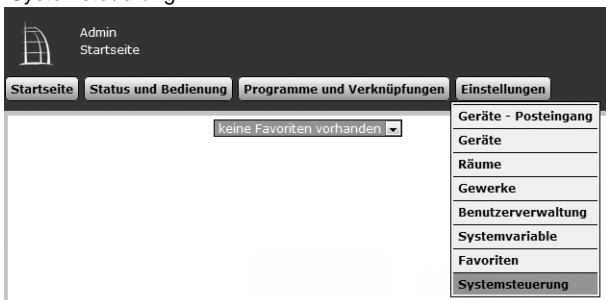 Admin
Startseite
Startseite Status und Bedienung Programme und Verknüpfungen Einstellungen
keine Favoriten vorhanden
Geräte - Posteingang
Geräte
Räume
Gewerke
Benutzerverwaltung
Systemvariable
Favoriten
Systemsteuerung